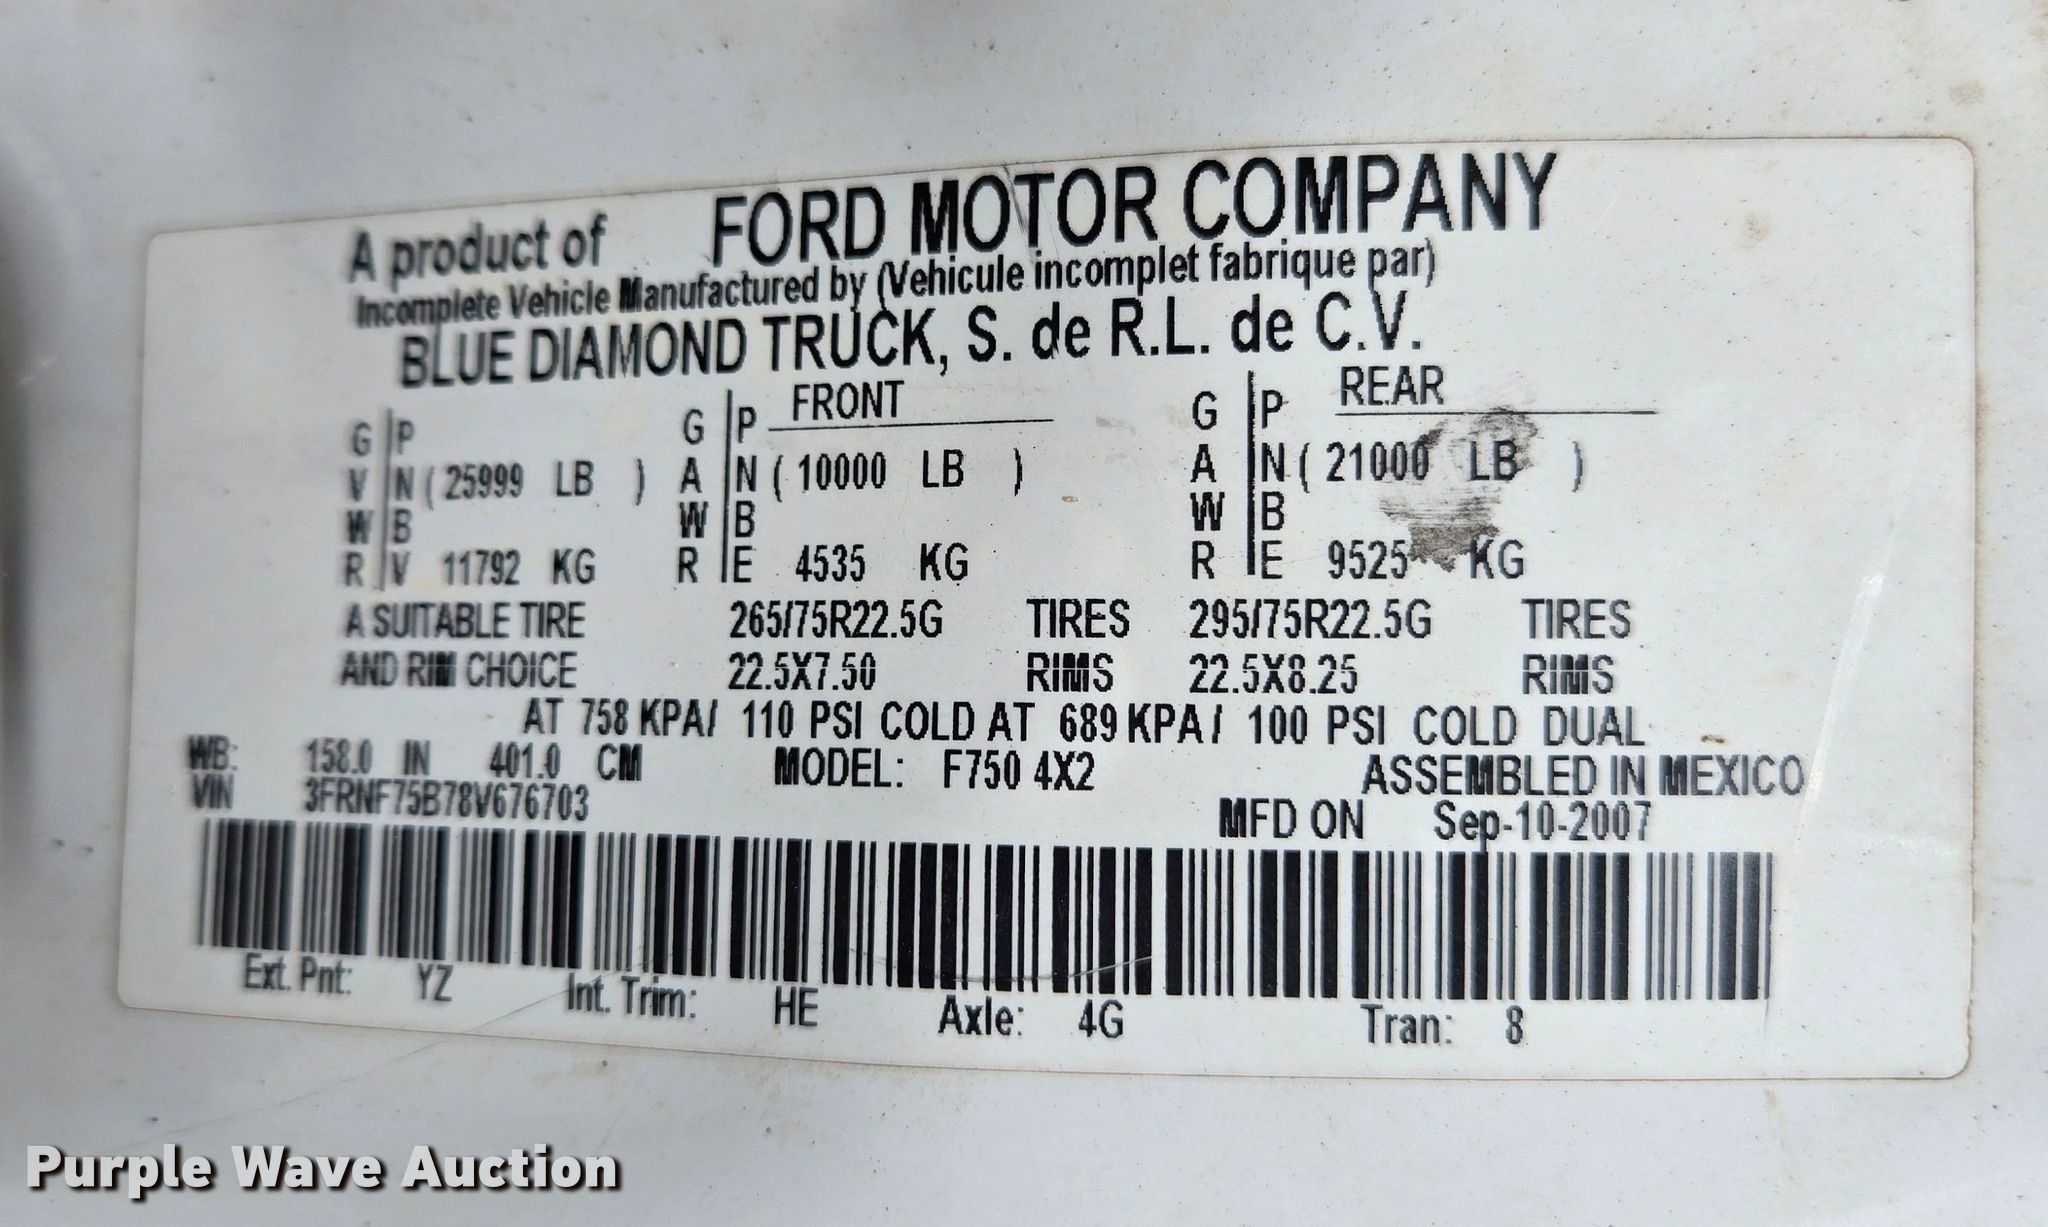 A product of FORD MOTOR COMPANY
Incomplete Vehicle Manufactured by (Vehicule incomplet fabrique par)
BLUE DIAMOND TRUCK, S. de R.L. de C.V.
G P G P FRONT G P REAR
V N ( 25999 LB ) A N ( 10000 LB ) A N ( 21000 LB )
W B W B W B
R V 11792 KG R E 4535 KG R E 9525 KG
A SUITABLE TIRE 265/75R22.5G TIRES 295/75R22.5G TIRES
AND RIM CHOICE 22.5X7.50 RIMS 22.5X8.25 RIMS
AT 758 KPA/ 110 PSI COLD AT 689 KPA/ 100 PSI COLD DUAL
WB: 158.0 IN 401.0 CM MODEL: F750 4X2 ASSEMBLED IN MEXICO
VIN 3FRNF75B78V676703 MFD ON Sep-10-2007
Ext. Pnt: YZ Int. Trim: HE Axle: 4G Tran: 8
Purple Wave Auction